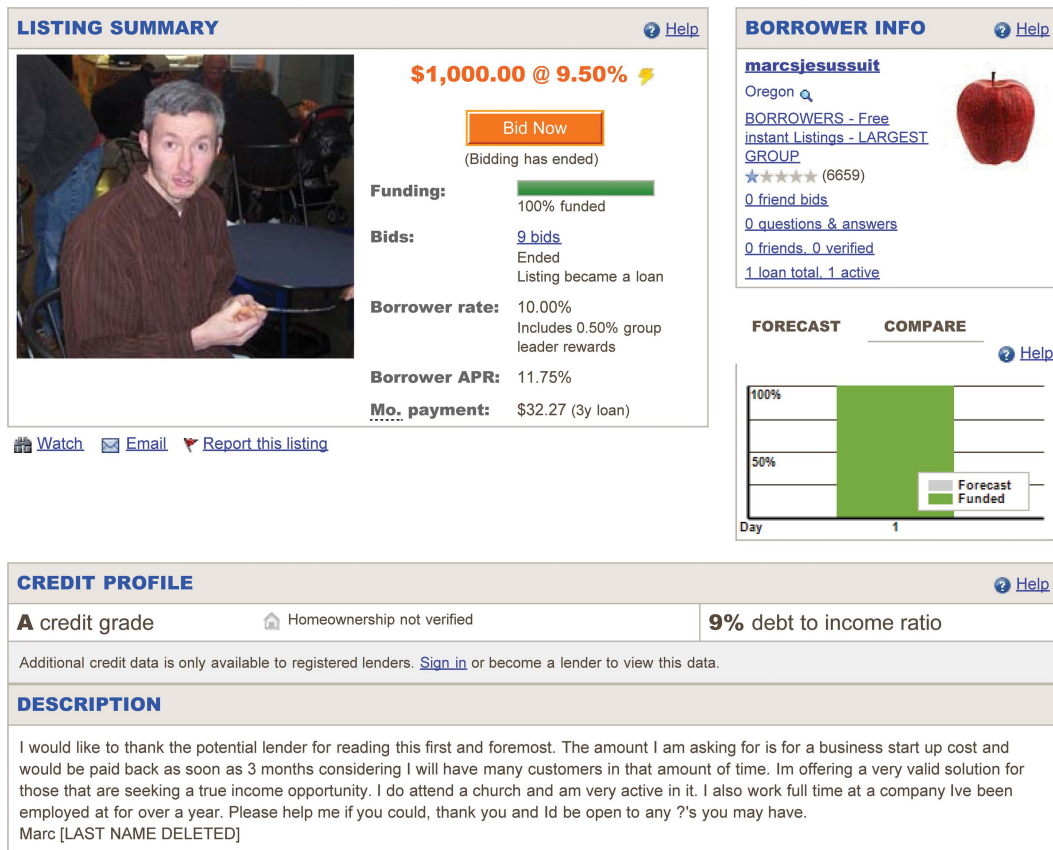 LISTING SUMMARY
Help
$1,000.00 @ 9.50%
Bid Now
(Bidding has ended)
Funding:
100% funded
Bids:
9 bids
Ended
Listing became a loan
Borrower rate:
10.00%
Includes 0.50% group
leader rewards
Borrower APR:
11.75%
Mo. payment:
$32.27 (3y loan)
Watch
Email
Report this listing
BORROWER INFO
Help
marcsjesussuit
Oregon
BORROWERS - Free
instant Listings - LARGEST
GROUP
(6659)
0 friend bids
0 questions & answers
0 friends, 0 verified
1 loan total, 1 active
FORECAST
COMPARE
Help
100%
50%
Forecast
Funded
Day
1
CREDIT PROFILE
Help
A credit grade
Homeownership not verified
9% debt to income ratio
Additional credit data is only available to registered lenders. Sign in or become a lender to view this data.
DESCRIPTION
I would like to thank the potential lender for reading this first and foremost. The amount I am asking for is for a business start up cost and
would be paid back as soon as 3 months considering I will have many customers in that amount of time. Im offering a very valid solution for
those that are seeking a true income opportunity. I do attend a church and am very active in it. I also work full time at a company Ive been
employed at for over a year. Please help me if you could, thank you and Id be open to any ?'s you may have.
Marc [LAST NAME DELETED]